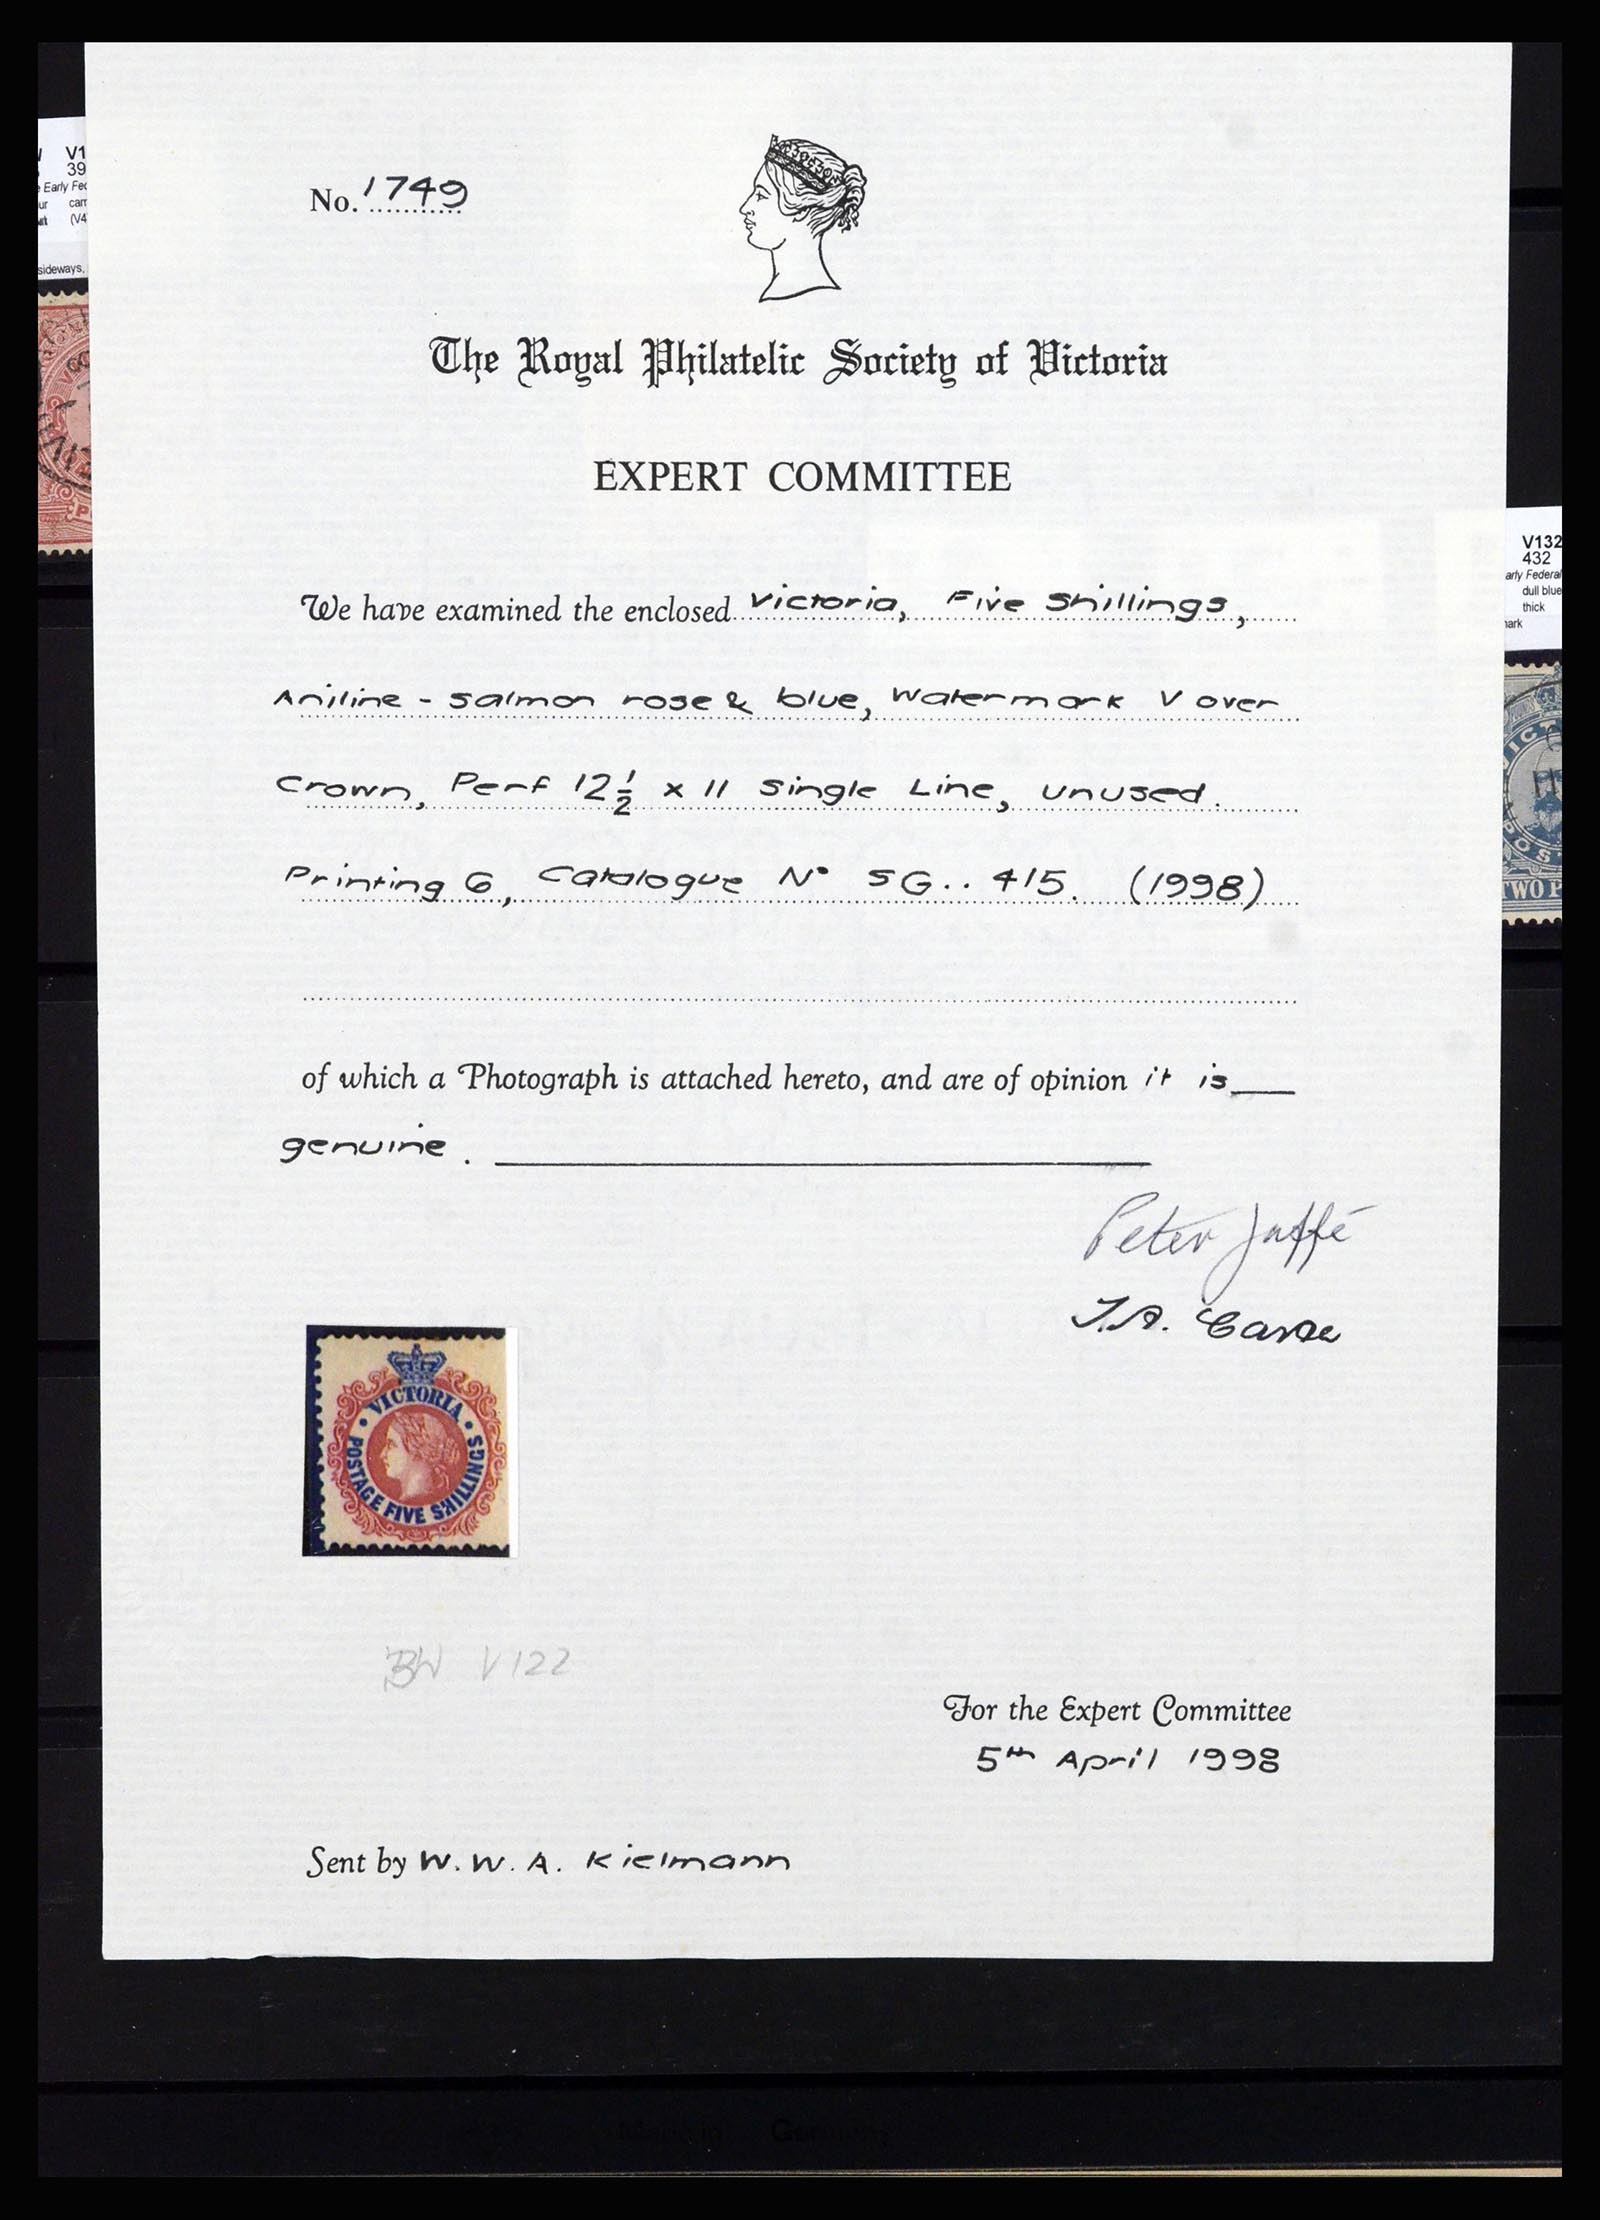 V1
39
Early Fed
(V4
sideways,
No. 1749
The Royal Philatelic Society of Victoria
EXPERT COMMITTEE
We have examined the enclosed Victoria, Five Shillings,
Aniline - salmon rose & blue, Watermark V over
Crown, Perf 12½ x 11 Single Line, unused.
Printing G, Catalogue Nº SG.. 415. (1998)
of which a Photograph is attached hereto, and are of opinion it is
genuine.
Peter Jaffé
VICTORIA
POSTAGE FIVE SHILLINGS
BW V122
For the Expert Committee
5th April 1998
Sent by W.W.A. Kielmann
V132
432
arly Federal
dull blue
thick
TWO P